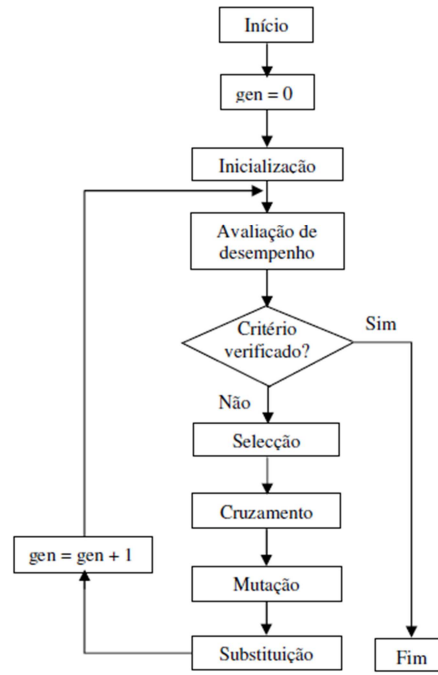 Início
gen = 0
Inicialização
Avaliação de
desempenho
Critério
verificado?
Sim
Não
Selecção
Cruzamento
gen = gen + 1
Mutação
Substituição
Fim